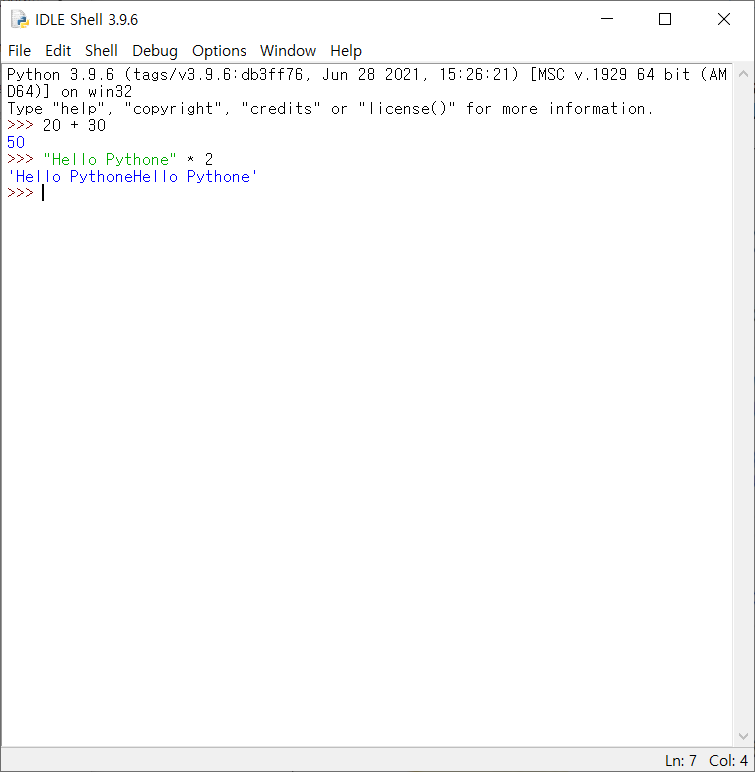 IDLE Shell 3.9.6
File Edit Shell Debug Options Window Help
Python 3.9.6 (tags/v3.9.6:db3ff76, Jun 28 2021, 15:26:21) [MSC v.1929 64 bit (AM
D64)] on win32
Type "help", "copyright", "credits" or "license()" for more information.
>>> 20 + 30
50
>>> "Hello Pythone" * 2
'Hello PythoneHello Pythone'
>>>
Ln: 7 Col: 4